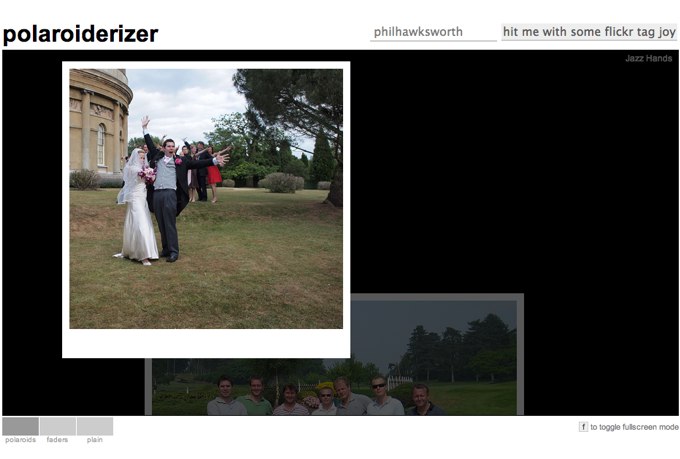 polaroiderizer
philhawksworth
hit me with some flickr tag joy
Jazz Hands
polaroids
faders
plain
f to toggle fullscreen mode